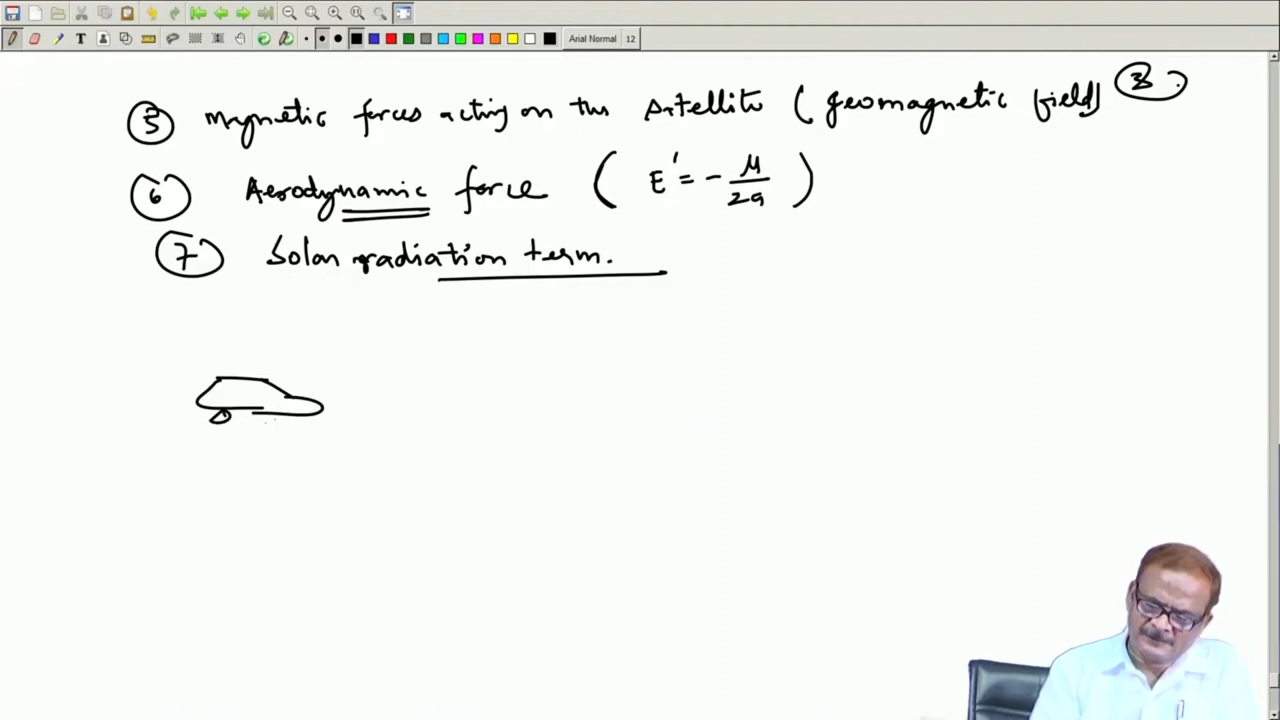 Arial Normal 12
⑤ Magnetic forces acting on the satellite (geomagnetic field) ⑧.
⑥ Aerodynamic force ( E' = - μ/2a )
⑦ Solar radiation term.